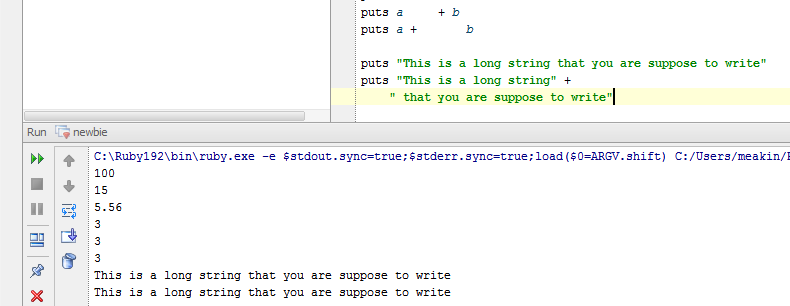 puts a     + b
puts a +       b
puts "This is a long string that you are suppose to write"
puts "This is a long string" +
    " that you are suppose to write"
Run newbie
C:\Ruby192\bin\ruby.exe -e $stdout.sync=true;$stderr.sync=true;load($0=ARGV.shift) C:/Users/meakin/
100
15
5.56
3
3
3
This is a long string that you are suppose to write
This is a long string that you are suppose to write